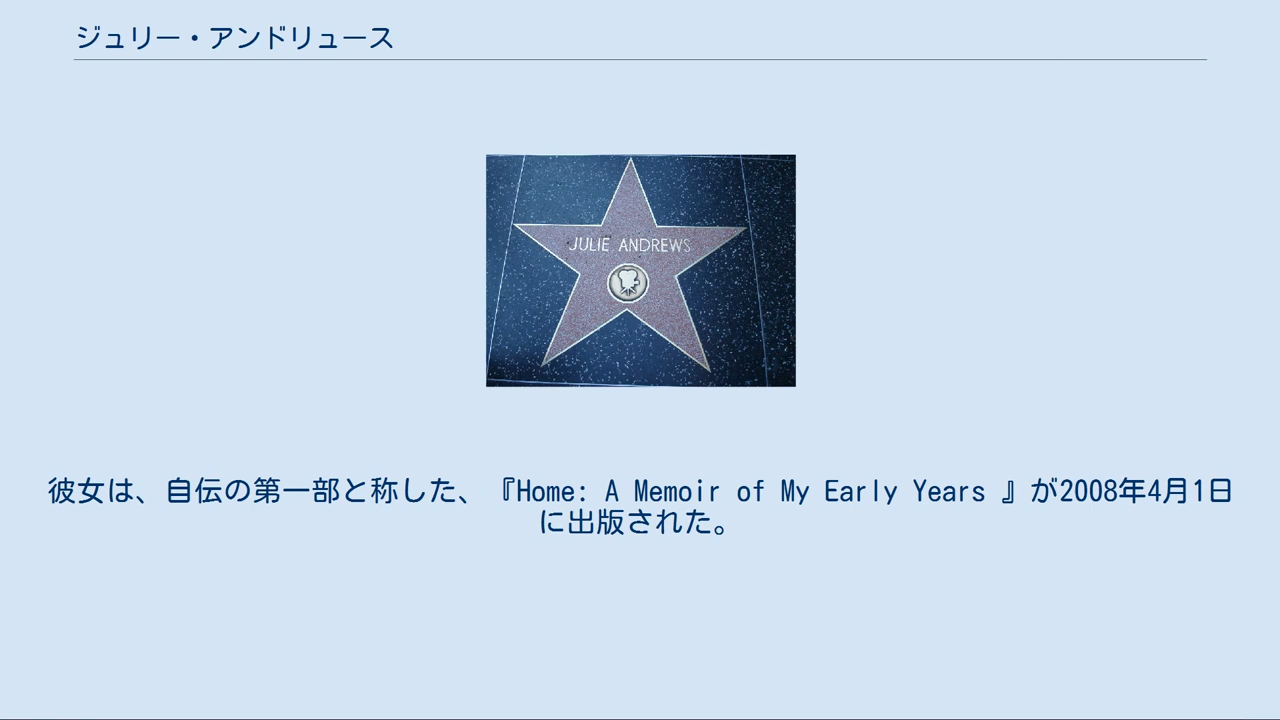 ジュリー・アンドリュース
JULIE ANDREWS
彼女は、自伝の第一部と称した、『Home: A Memoir of My Early Years 』が2008年4月1日
に出版された。